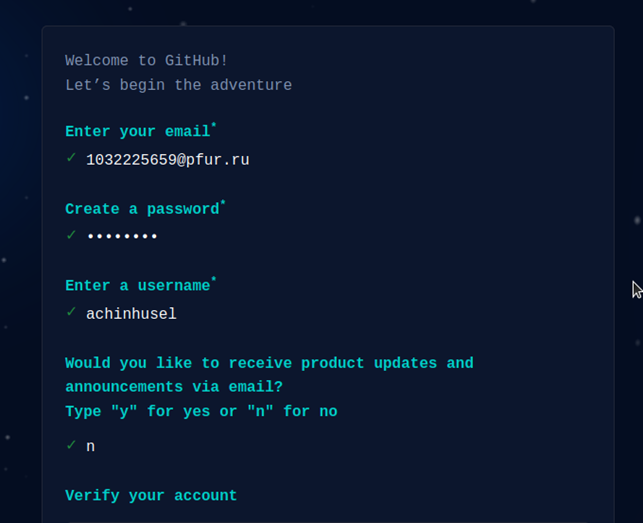 Welcome to GitHub!
Let’s begin the adventure
Enter your email*
✓ 1032225659@pfur.ru
Create a password*
✓ ••••••••
Enter a username*
✓ achinhusel
Would you like to receive product updates and
announcements via email?
Type "y" for yes or "n" for no
✓ n
Verify your account